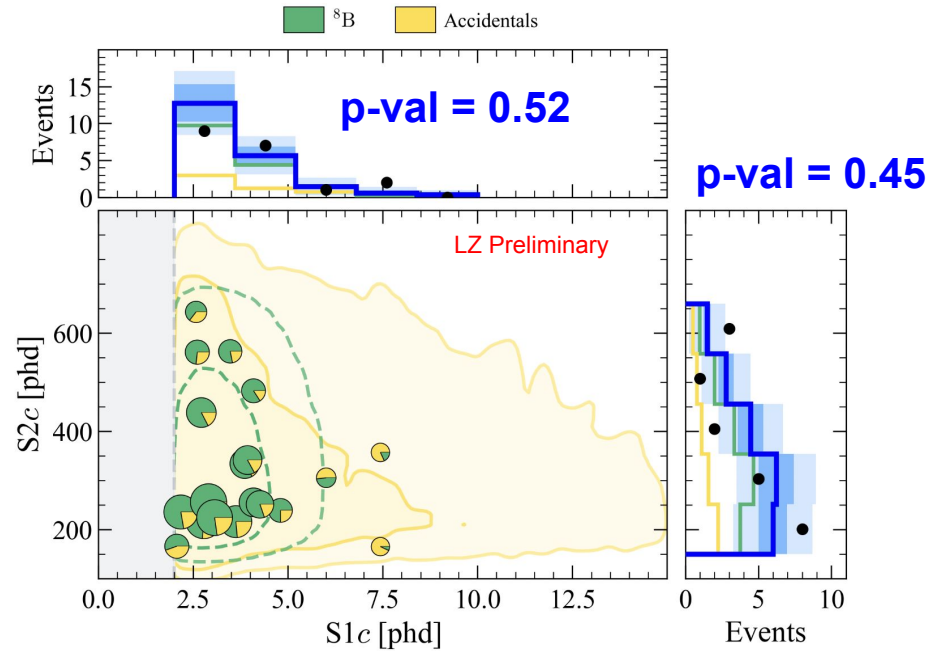 ⁸B Accidentals
Events
15
10
5
0
p-val = 0.52
p-val = 0.45
LZ Preliminary
S2c [phd]
600
400
200
100
0.0 2.5 5.0 7.5 10.0 12.5
S1c [phd]
0 5 10
Events